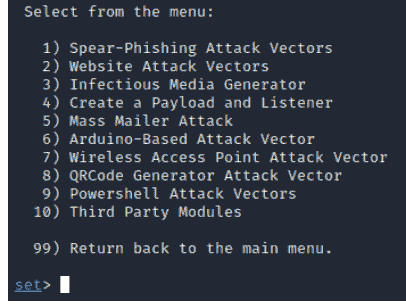 Select from the menu:
1) Spear-Phishing Attack Vectors
2) Website Attack Vectors
3) Infectious Media Generator
4) Create a Payload and Listener
5) Mass Mailer Attack
6) Arduino-Based Attack Vector
7) Wireless Access Point Attack Vector
8) QRCode Generator Attack Vector
9) Powershell Attack Vectors
10) Third Party Modules
99) Return back to the main menu.
set>